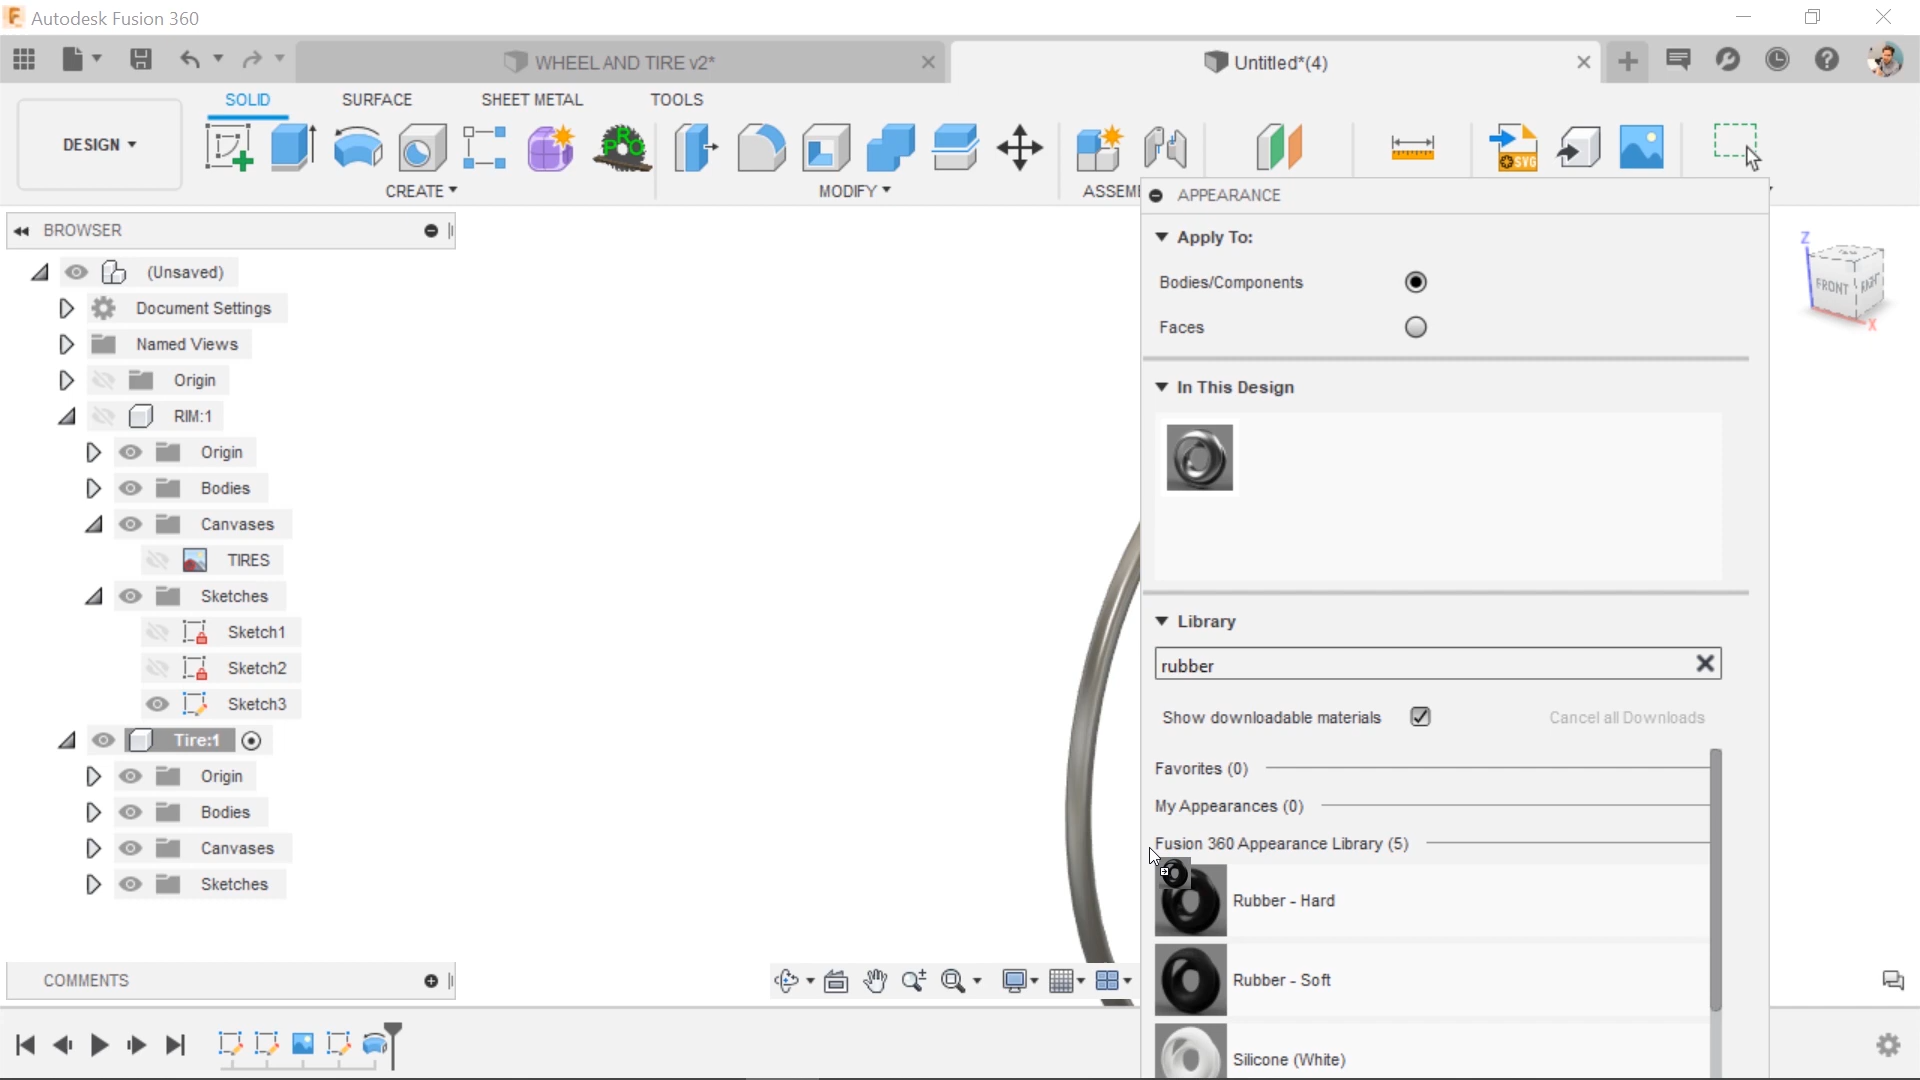 Autodesk Fusion 360
WHEEL AND TIRE v2*
Untitled*(4)
SOLID
SURFACE
SHEET METAL
TOOLS
DESIGN
CREATE
MODIFY
ASSEM
SVG
BROWSER
(Unsaved)
Document Settings
Named Views
Origin
RIM:1
Origin
Bodies
Canvases
TIRES
Sketches
Sketch1
Sketch2
Sketch3
Tire:1
Origin
Bodies
Canvases
Sketches
COMMENTS
APPEARANCE
Apply To:
Bodies/Components
Faces
In This Design
Library
rubber
Show downloadable materials
Cancel all Downloads
Favorites (0)
My Appearances (0)
Fusion 360 Appearance Library (5)
Rubber - Hard
Rubber - Soft
Silicone (White)
Z
FRONT
RIGHT
X